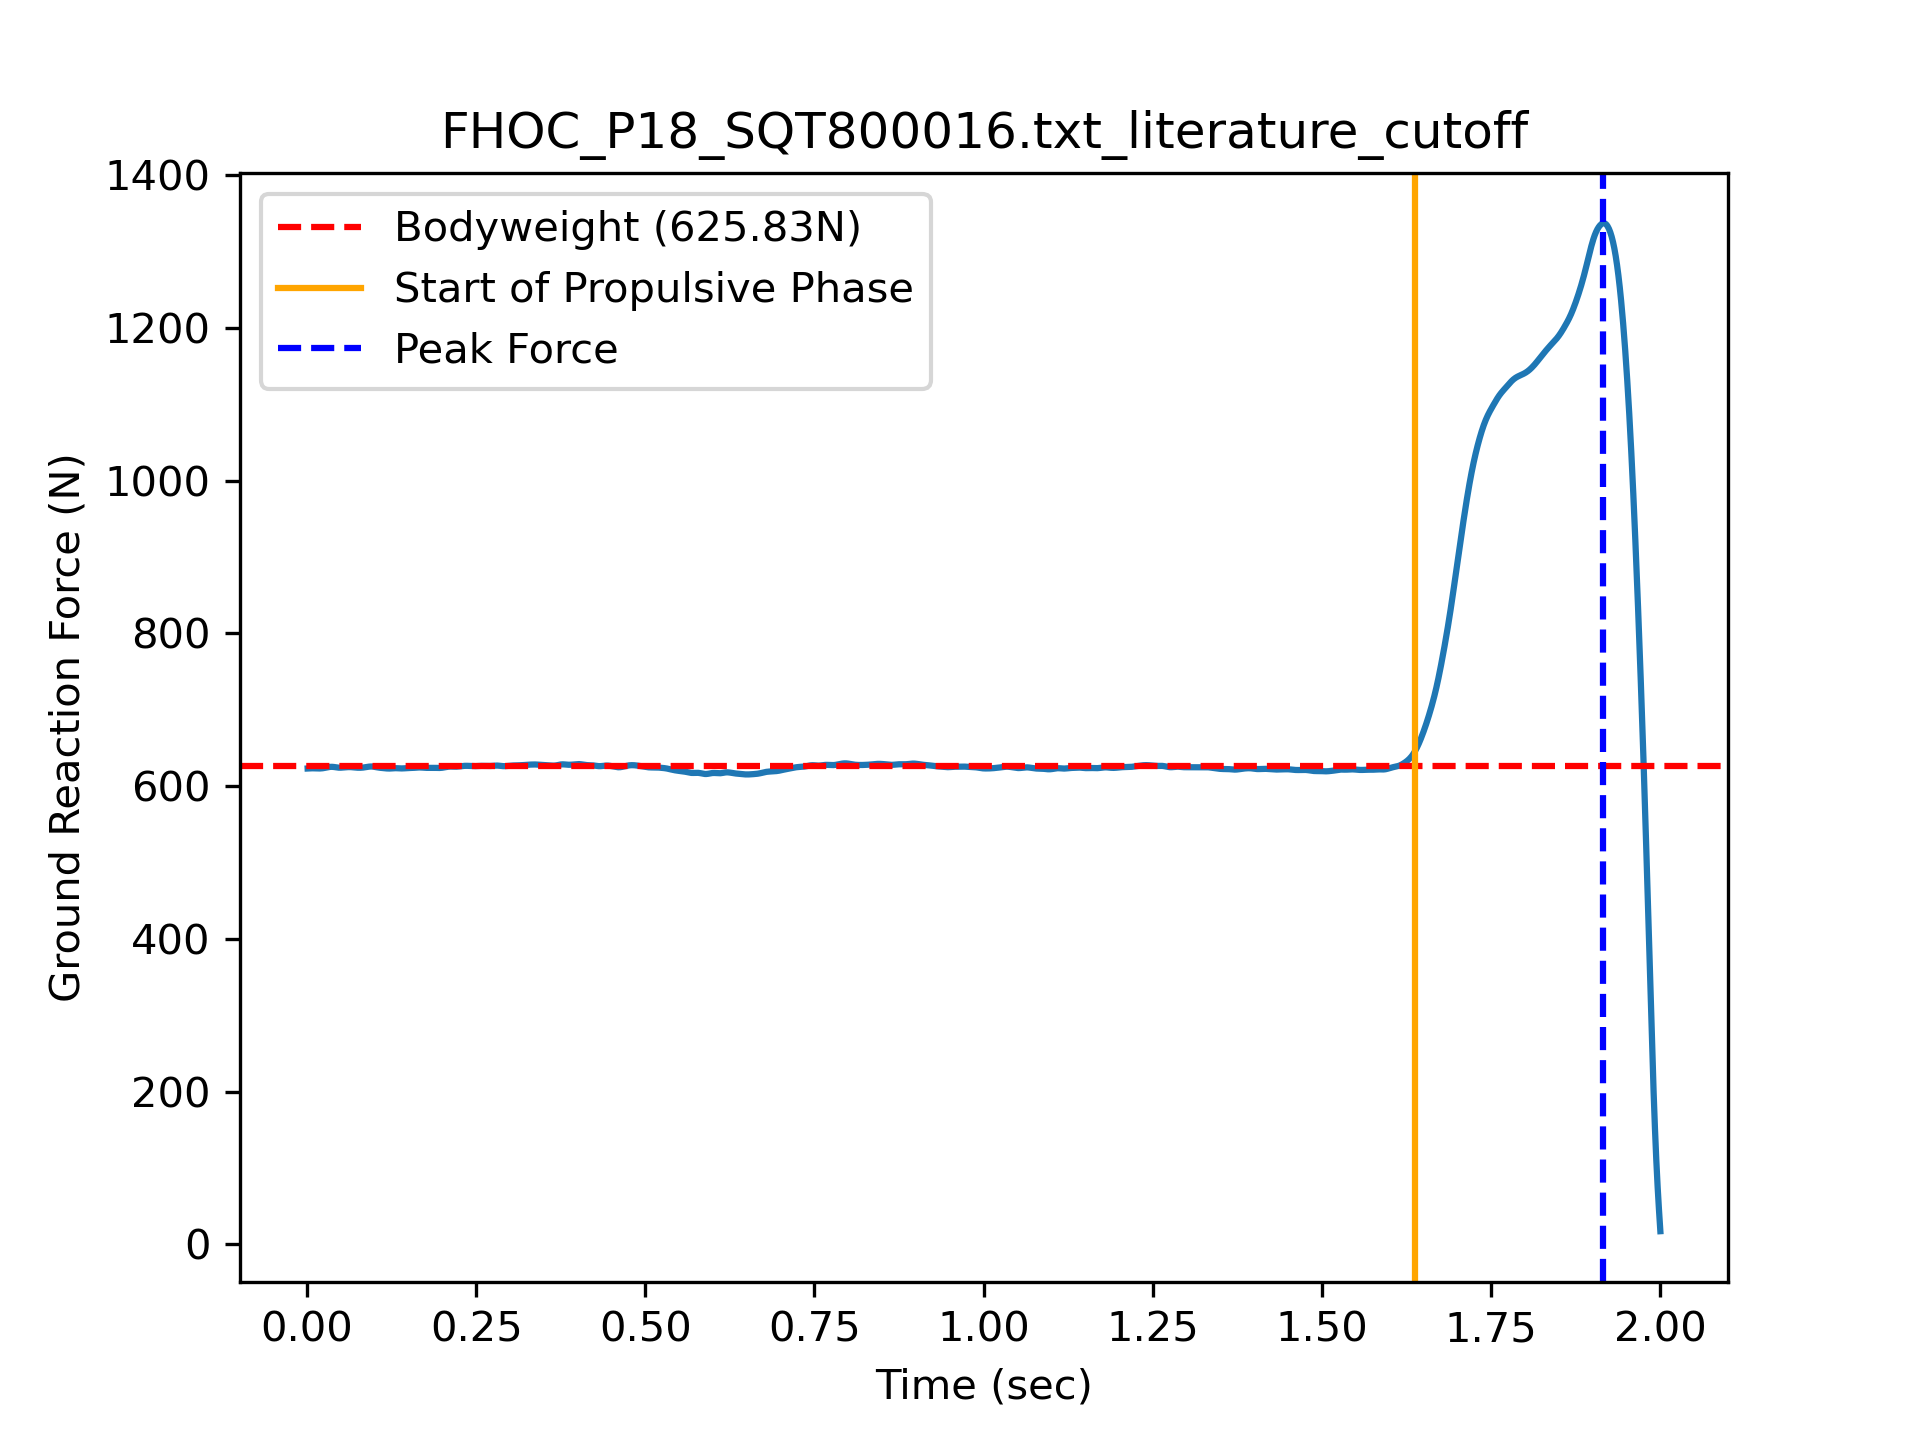 FHOC_P18_SQT800016.txt_literature_cutoff
Bodyweight (625.83N)
Start of Propulsive Phase
Peak Force
Ground Reaction Force (N)
1400
1200
1000
800
600
400
200
0
0.00 0.25 0.50 0.75 1.00 1.25 1.50 1.75 2.00
Time (sec)